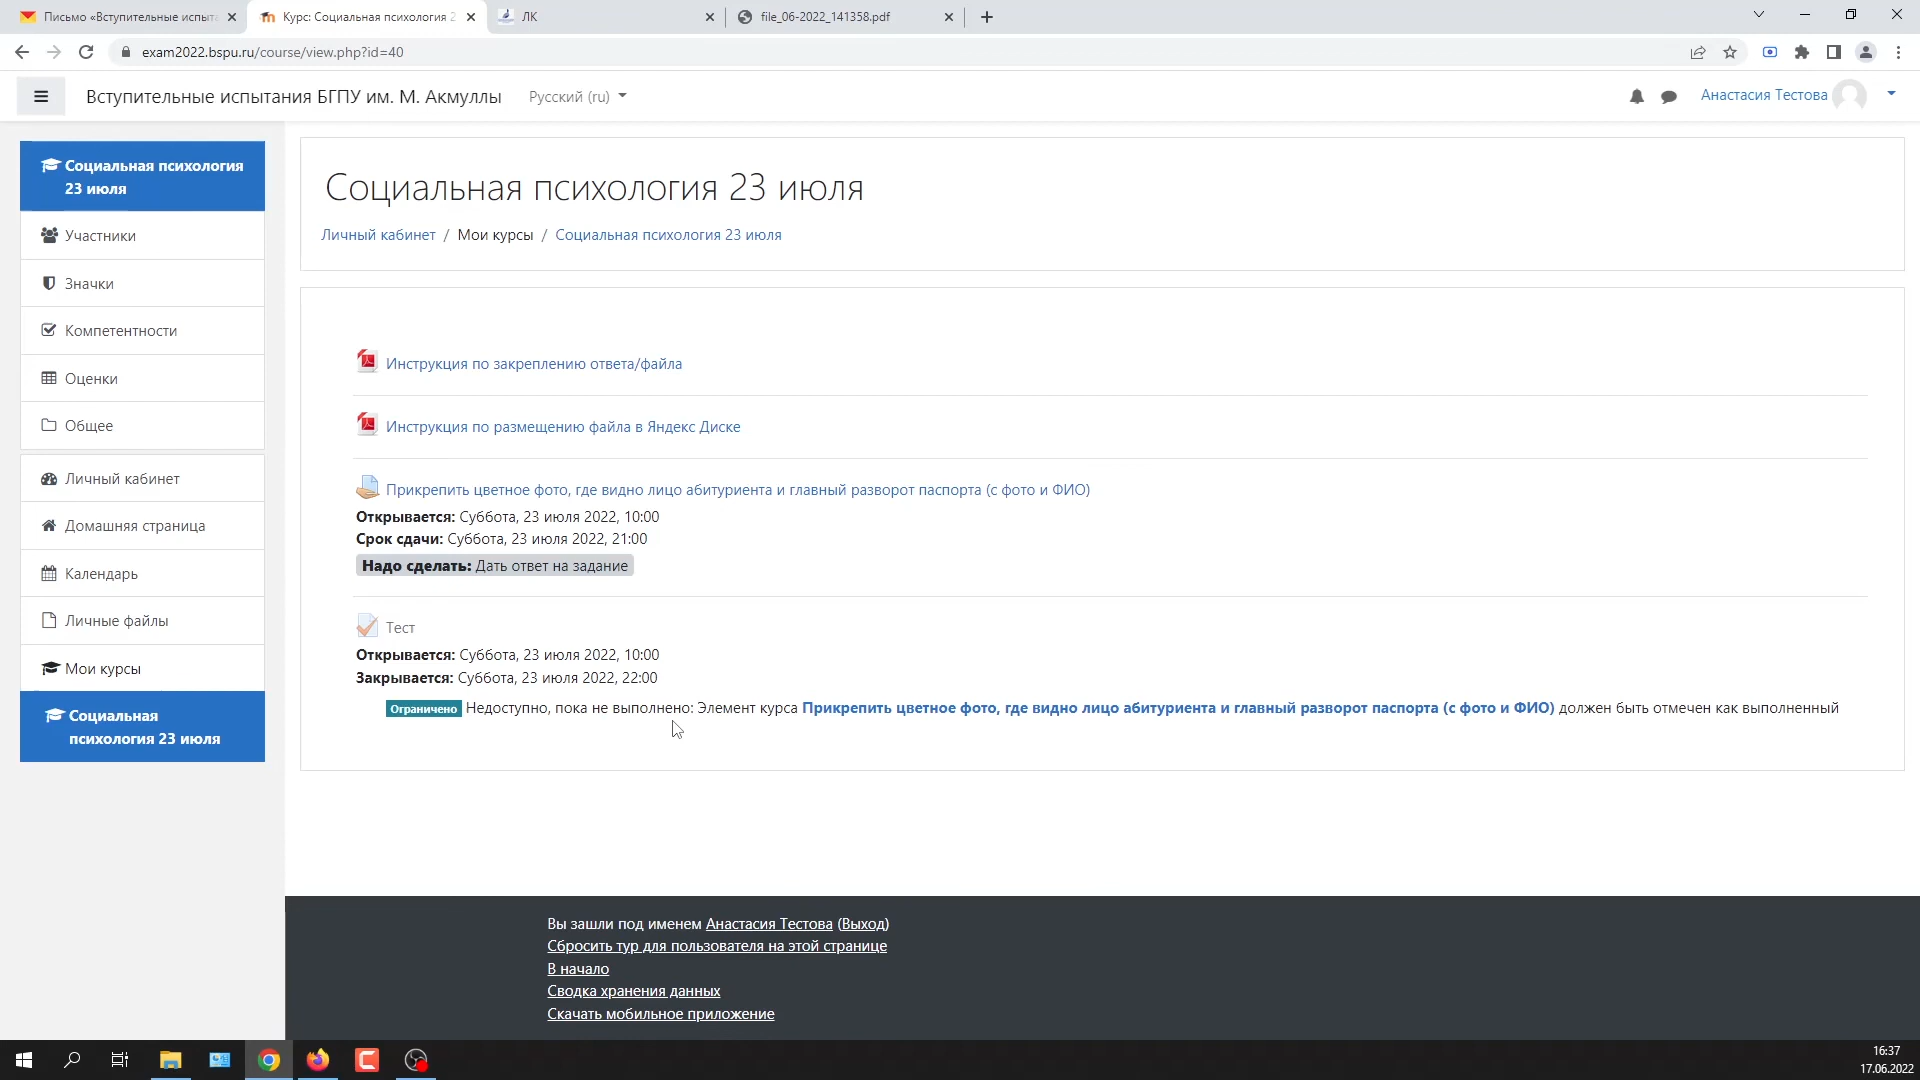 Письмо «Вступительные испыта
Курс: Социальная психология 2
ЛК
file_06-2022_141358.pdf
exam2022.bspu.ru/course/view.php?id=40
Вступительные испытания БГПУ им. М. Акмуллы
Русский (ru)
Анастасия Тестова
Социальная психология
23 июля
Участники
Значки
Компетентности
Оценки
Общее
Личный кабинет
Домашняя страница
Календарь
Личные файлы
Мои курсы
Социальная
психология 23 июля
Социальная психология 23 июля
Личный кабинет / Мои курсы / Социальная психология 23 июля
Инструкция по закреплению ответа/файла
Инструкция по размещению файла в Яндекс Диске
Прикрепить цветное фото, где видно лицо абитуриента и главный разворот паспорта (с фото и ФИО)
Открывается: Суббота, 23 июля 2022, 10:00
Срок сдачи: Суббота, 23 июля 2022, 21:00
Надо сделать: Дать ответ на задание
Тест
Открывается: Суббота, 23 июля 2022, 10:00
Закрывается: Суббота, 23 июля 2022, 22:00
Ограничено Недоступно, пока не выполнено: Элемент курса Прикрепить цветное фото, где видно лицо абитуриента и главный разворот паспорта (с фото и ФИО) должен быть отмечен как выполненный
Вы зашли под именем Анастасия Тестова (Выход)
Сбросить тур для пользователя на этой странице
В начало
Сводка хранения данных
Скачать мобильное приложение
16:37
17.06.2022